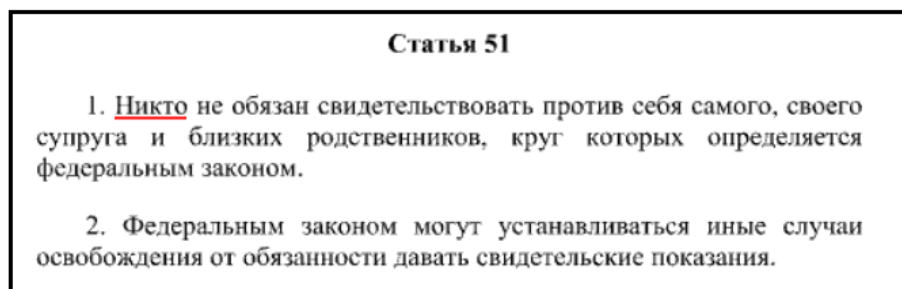 Статья 51
1. Никто не обязан свидетельствовать против себя самого, своего
супруга и близких родственников, круг которых определяется
федеральным законом.
2. Федеральным законом могут устанавливаться иные случаи
освобождения от обязанности давать свидетельские показания.